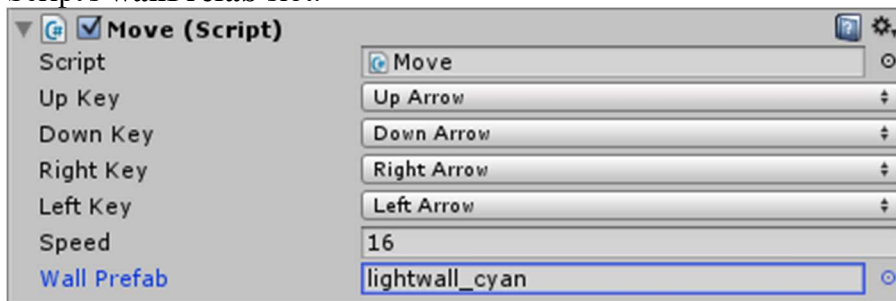 Move (Script)
Script Move
Up Key Up Arrow
Down Key Down Arrow
Right Key Right Arrow
Left Key Left Arrow
Speed 16
Wall Prefab lightwall_cyan